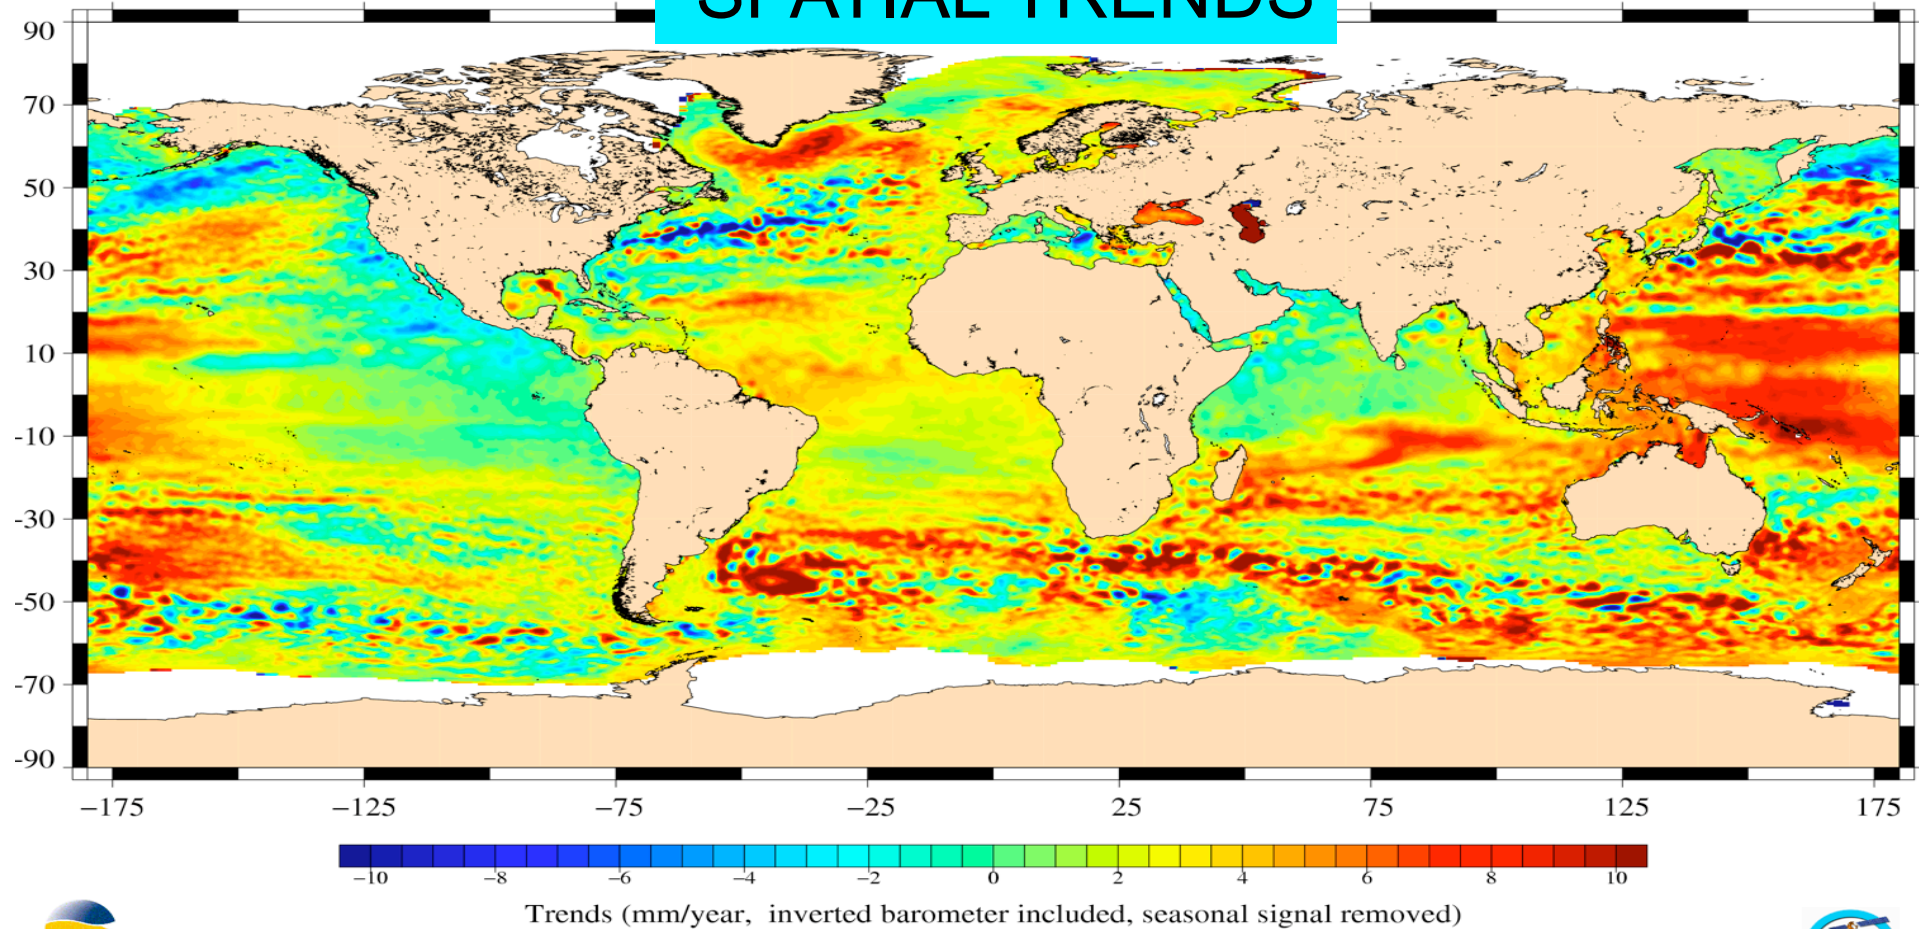 SPATIAL TRENDS
90
70
50
30
10
-10
-30
-50
-70
-90
−175 −125 −75 −25 25 75 125 175
−10 −8 −6 −4 −2 0 2 4 6 8 10
Trends (mm/year, inverted barometer included, seasonal signal removed)